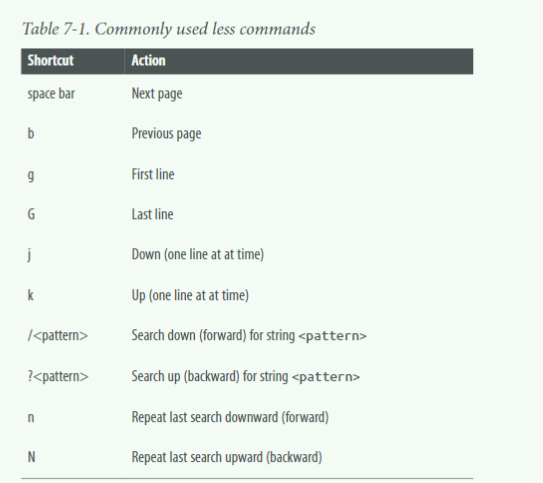 Table 7-1. Commonly used less commands
Shortcut Action
space bar Next page
b Previous page
g First line
G Last line
j Down (one line at at time)
k Up (one line at at time)
/<pattern> Search down (forward) for string <pattern>
?<pattern> Search up (backward) for string <pattern>
n Repeat last search downward (forward)
N Repeat last search upward (backward)